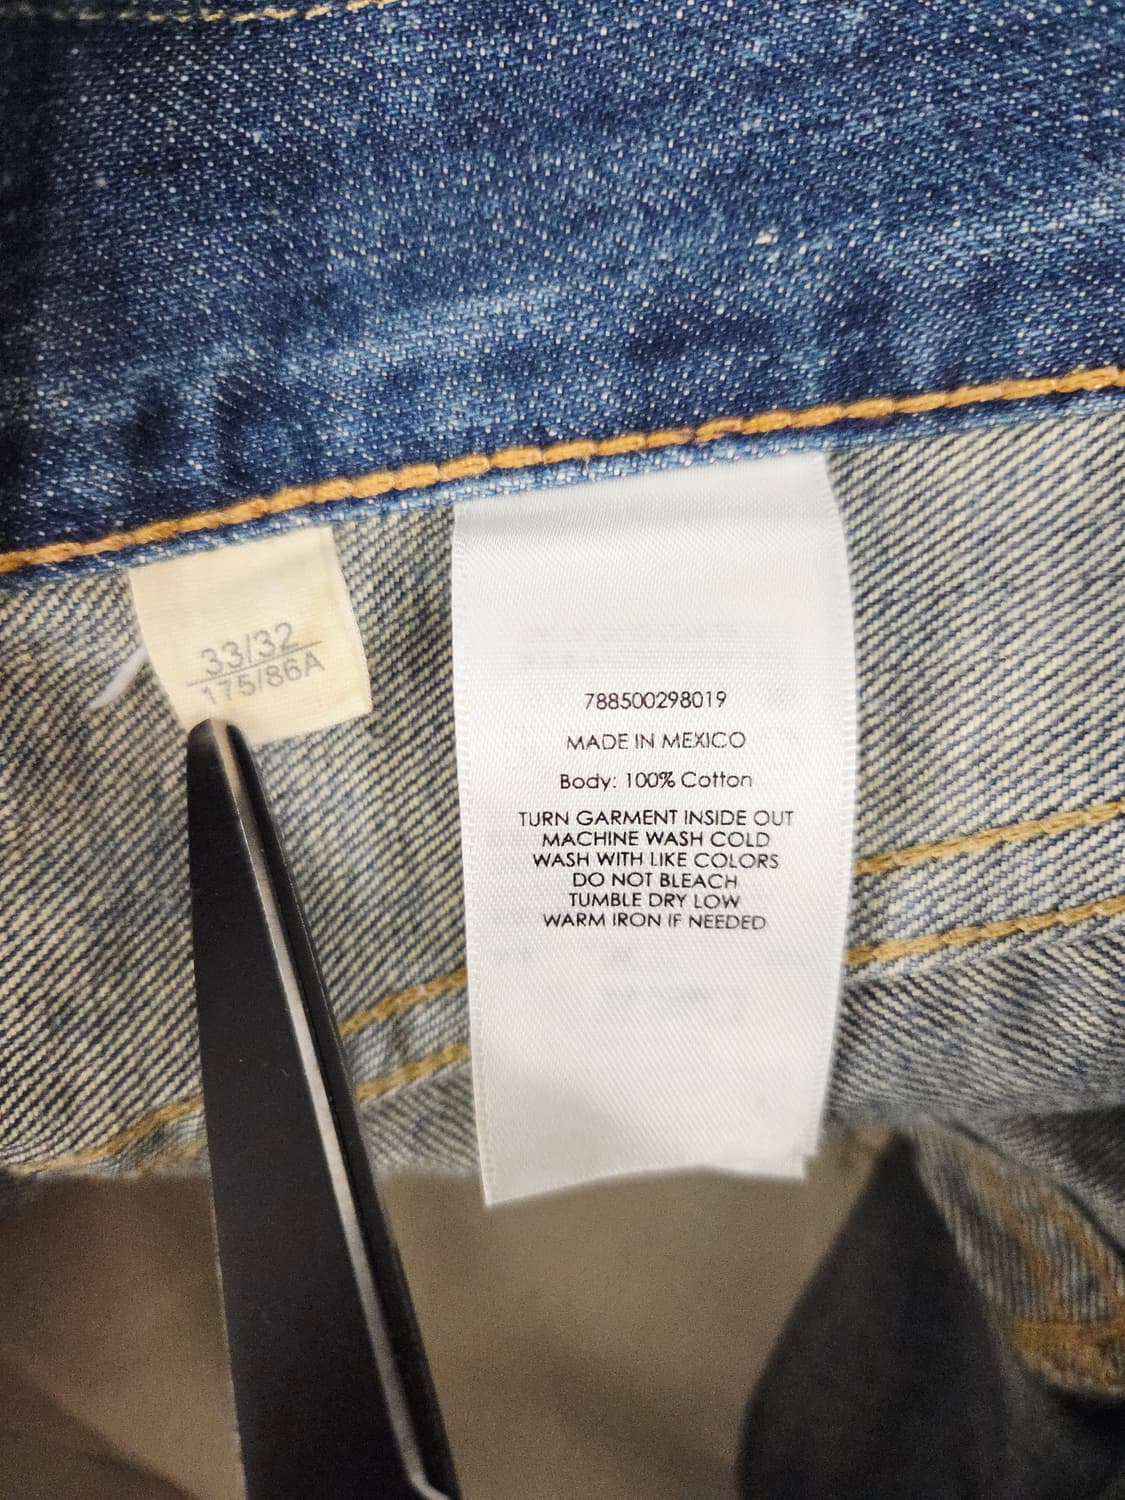 33/32
175/86A
788500298019
MADE IN MEXICO
Body: 100% Cotton
TURN GARMENT INSIDE OUT
MACHINE WASH COLD
WASH WITH LIKE COLORS
DO NOT BLEACH
TUMBLE DRY LOW
WARM IRON IF NEEDED